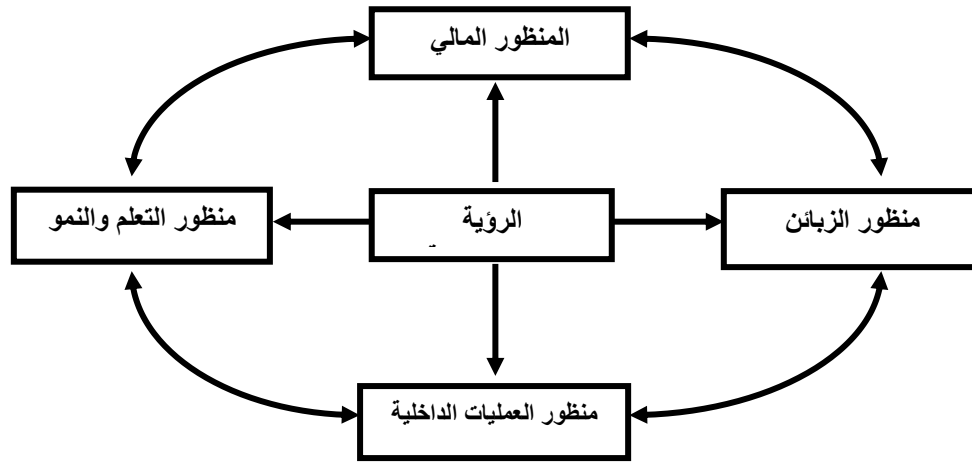 المنظور المالي
منظور الزبائن
الرؤية
منظور التعلم والنمو
منظور العمليات الداخلية